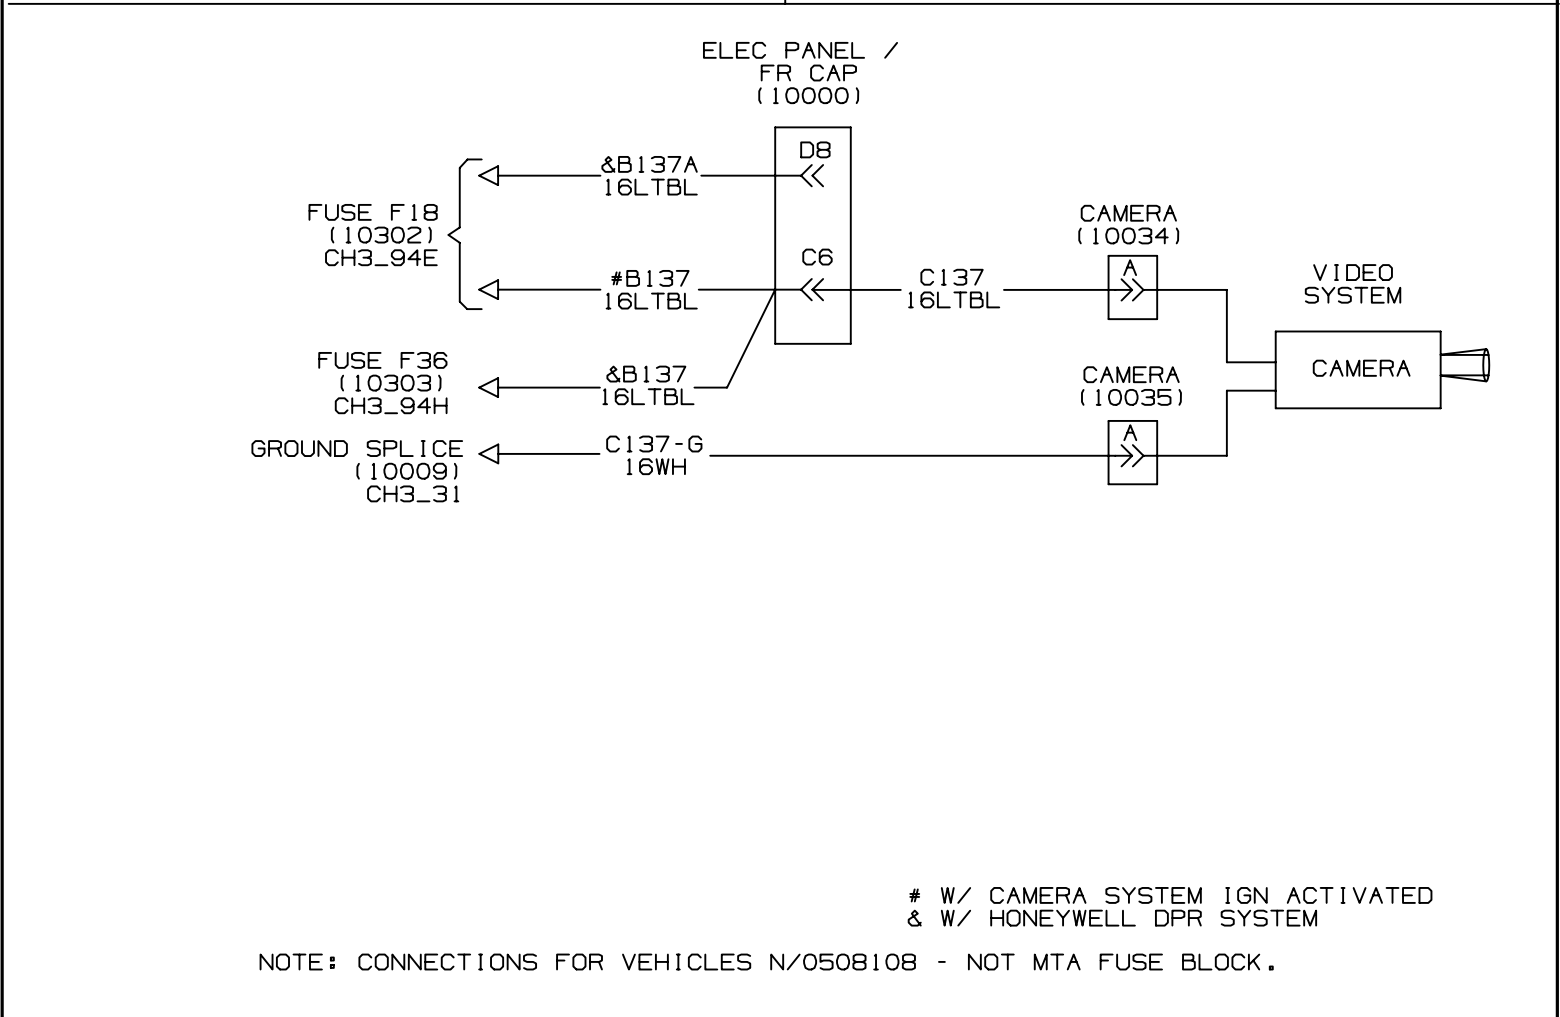 ELEC PANEL /
FR CAP
(10000)
D8
&B137A
16LTBL
FUSE F18
(10302)
CH3_94E
C6
#B137
16LTBL
C137
16LTBL
CAMERA
(10034)
A
VIDEO
SYSTEM
CAMERA
FUSE F36
(10303)
CH3_94H
&B137
16LTBL
CAMERA
(10035)
A
GROUND SPLICE
(10009)
CH3_31
C137-G
16WH
# W/ CAMERA SYSTEM IGN ACTIVATED
& W/ HONEYWELL DPR SYSTEM
NOTE: CONNECTIONS FOR VEHICLES N/0508108 - NOT MTA FUSE BLOCK.